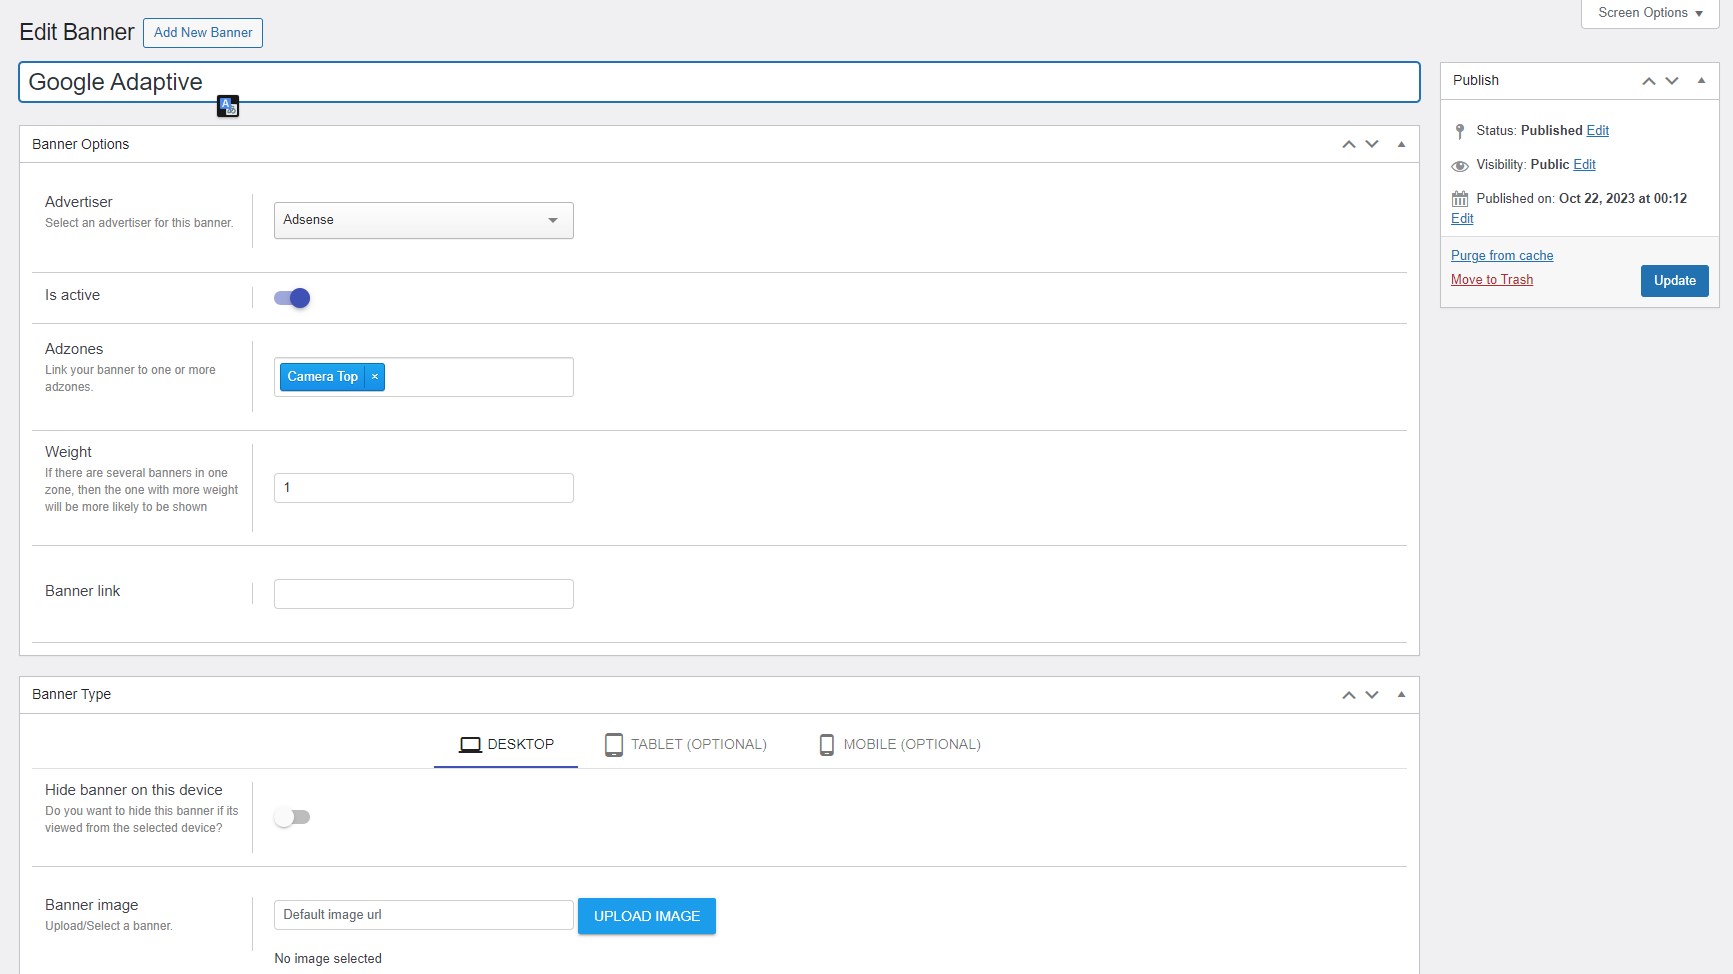 Edit Banner
Add New Banner
Screen Options
Google Adaptive
Banner Options
Advertiser
Select an advertiser for this banner.
Adsense
Is active
Adzones
Link your banner to one or more
adzones.
Camera Top ×
Weight
If there are several banners in one
zone, then the one with more weight
will be more likely to be shown
1
Banner link
Banner Type
DESKTOP
TABLET (OPTIONAL)
MOBILE (OPTIONAL)
Hide banner on this device
Do you want to hide this banner if its
viewed from the selected device?
Banner image
Upload/Select a banner.
Default image url
UPLOAD IMAGE
No image selected
Publish
Status: Published Edit
Visibility: Public Edit
Published on: Oct 22, 2023 at 00:12
Edit
Purge from cache
Move to Trash
Update